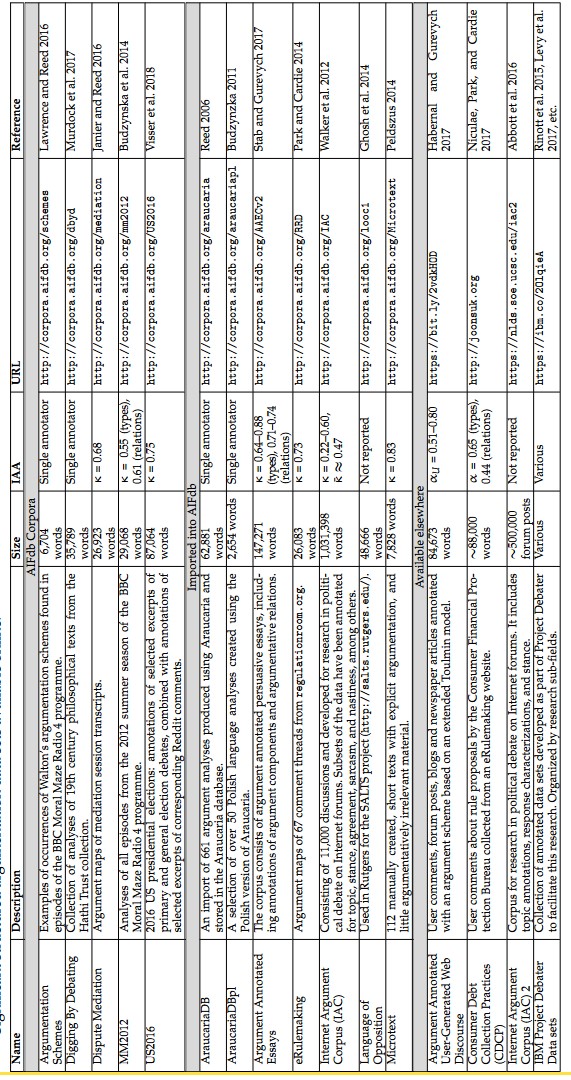 Name Description Size IAA URL Reference
AIFdb Corpora
Argumentation Examples of occurrences of Walton's argumentation schemes found in 6,704 Single annotator http://corpora.aifdb.org/schemes Lawrence and Reed 2016
Schemes episodes of the BBC Moral Maze Radio 4 programme. words
Digging By Debating Collection of analyses of 19th century philosophical texts from the 35,789 Single annotator http://corpora.aifdb.org/dbyd Murdock et al. 2017
Hathi Trust collection. words
Dispute Mediation Argument maps of mediation session transcripts. 26,923 κ = 0.68 http://corpora.aifdb.org/mediation Janier and Reed 2016
words
MM2012 Analyses of all episodes from the 2012 summer season of the BBC 29,068 κ = 0.55 (types), http://corpora.aifdb.org/mm2012 Budzynska et al. 2014
Moral Maze Radio 4 programme. words 0.61 (relations)
US2016 2016 US presidential elections: annotations of selected excerpts of 87,064 κ = 0.75 http://corpora.aifdb.org/US2016 Visser et al. 2018
primary and general election debates, combined with annotations of words
selected excerpts of corresponding Reddit comments.
Imported into AIFdb
AraucariaDB An import of 661 argument analyses produced using Araucaria and 62,881 Single annotator http://corpora.aifdb.org/araucaria Reed 2006
stored in the Araucaria database. words
AraucariaDBpl A selection of over 50 Polish language analyses created using the 2,654 words Single annotator http://corpora.aifdb.org/araucariapl Budzynzka 2011
Polish version of Araucaria.
Argument Annotated The corpus consists of argument annotated persuasive essays, includ- 147,271 κ = 0.64–0.88 http://corpora.aifdb.org/AAECv2 Stab and Gurevych 2017
Essays ing annotations of argument components and argumentative relations. words (types), 0.71–0.74
(relations)
eRulemaking Argument maps of 67 comment threads from regulationroom.org. 26,083 κ = 0.73 http://corpora.aifdb.org/RRD Park and Cardie 2014
words
Internet Argument Consisting of 11,000 discussions and developed for research in politi- 1,031,398 κ = 0.22–0.60, http://corpora.aifdb.org/IAC Walker et al. 2012
Corpus (IAC) cal debate on Internet forums. Subsets of the data have been annotated words κ̄ ≈ 0.47
for topic, stance, agreement, sarcasm, and nastiness, among others.
Language of Used in Rutgers for the SALTS project (http://salts.rutgers.edu/). 48,666 Not reported http://corpora.aifdb.org/looc1 Ghosh et al. 2014
Opposition words
Microtext 112 manually created, short texts with explicit argumentation, and 7,828 words κ = 0.83 http://corpora.aifdb.org/Microtext Peldszus 2014
little argumentatively irrelevant material.
Available elsewhere
Argument Annotated User comments, forum posts, blogs and newspaper articles annotated 84,673 αU = 0.51–0.80 https://bit.ly/2vdkHOD Habernal and Gurevych
User-Generated Web with an argument scheme based on an extended Toulmin model. words 2017
Discourse
Consumer Debt User comments about rule proposals by the Consumer Financial Pro- ~88,000 α = 0.65 (types), http://joonsuk.org Niculae, Park, and Cardie
Collection Practices tection Bureau collected from an eRulemaking website. words 0.44 (relations) 2017
(CDCP)
Internet Argument Corpus for research in political debate on Internet forums. It includes ~500,000 Not reported https://nlds.soe.ucsc.edu/iac2 Abbott et al. 2016
Corpus (IAC) 2 topic annotations, response characterizations, and stance. forum posts
IBM Project Debater Collection of annotated data sets developed as part of Project Debater Various Various https://ibm.co/2OlqieA Rinott et al. 2015, Levy et al.
Data sets to facilitate this research. Organized by research sub-fields. 2017, etc.